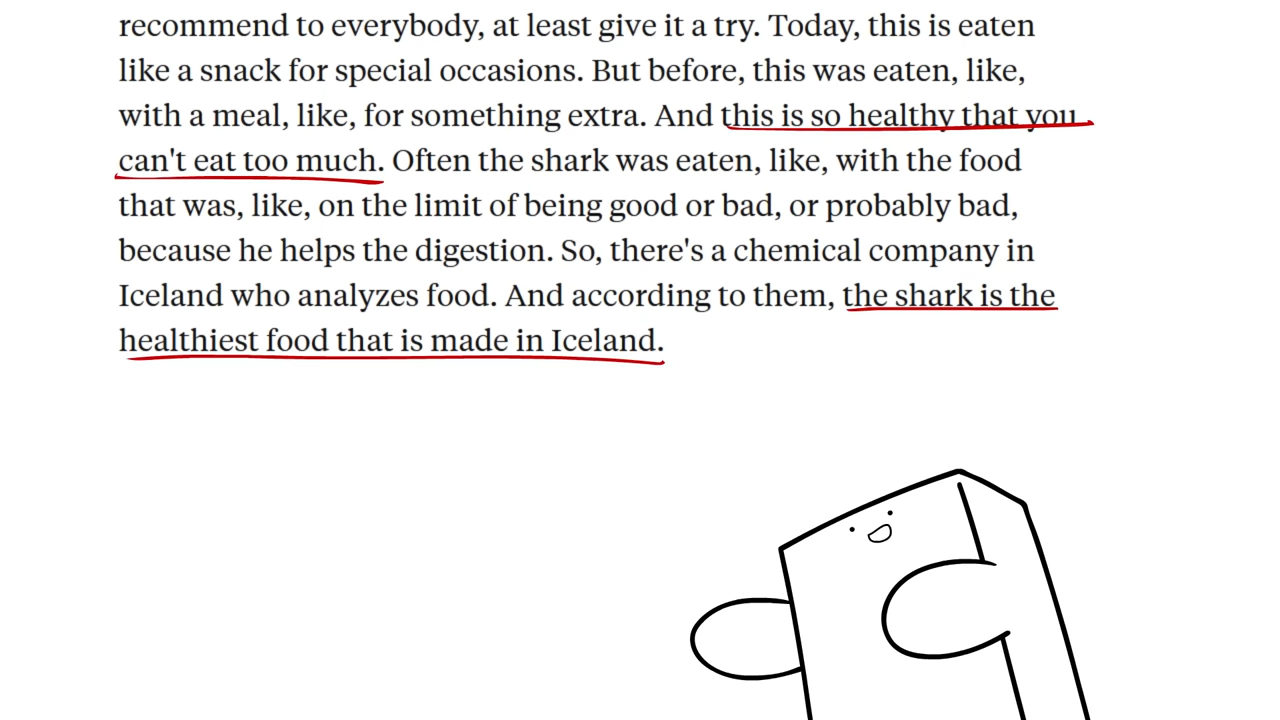 recommend to everybody, at least give it a try. Today, this is eaten
like a snack for special occasions. But before, this was eaten, like,
with a meal, like, for something extra. And this is so healthy that you
can't eat too much. Often the shark was eaten, like, with the food
that was, like, on the limit of being good or bad, or probably bad,
because he helps the digestion. So, there's a chemical company in
Iceland who analyzes food. And according to them, the shark is the
healthiest food that is made in Iceland.